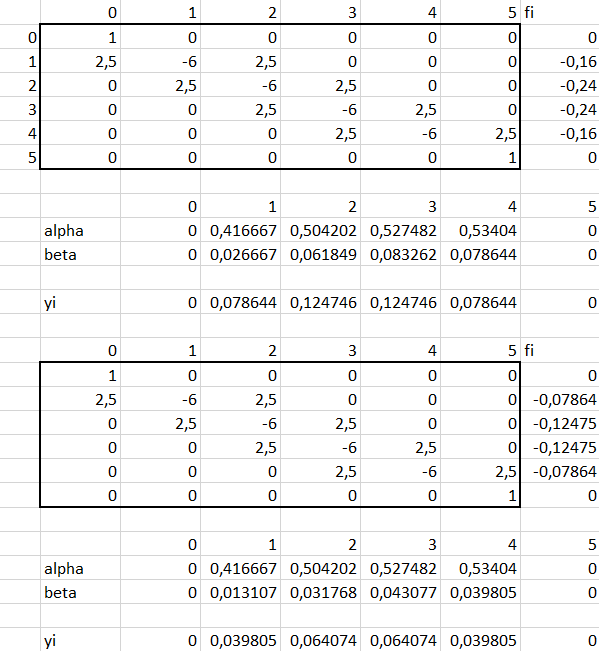 0 1 2 3 4 5 fi
0 1 0 0 0 0 0 0
1 2,5 -6 2,5 0 0 0 -0,16
2 0 2,5 -6 2,5 0 0 -0,24
3 0 0 2,5 -6 2,5 0 -0,24
4 0 0 0 2,5 -6 2,5 -0,16
5 0 0 0 0 0 1 0
0 1 2 3 4 5
alpha 0 0,416667 0,504202 0,527482 0,53404 0
beta 0 0,026667 0,061849 0,083262 0,078644 0
yi 0 0,078644 0,124746 0,124746 0,078644 0
0 1 2 3 4 5 fi
1 0 0 0 0 0 0
2,5 -6 2,5 0 0 0 -0,07864
0 2,5 -6 2,5 0 0 -0,12475
0 0 2,5 -6 2,5 0 -0,12475
0 0 0 2,5 -6 2,5 -0,07864
0 0 0 0 0 1 0
0 1 2 3 4 5
alpha 0 0,416667 0,504202 0,527482 0,53404 0
beta 0 0,013107 0,031768 0,043077 0,039805 0
yi 0 0,039805 0,064074 0,064074 0,039805 0